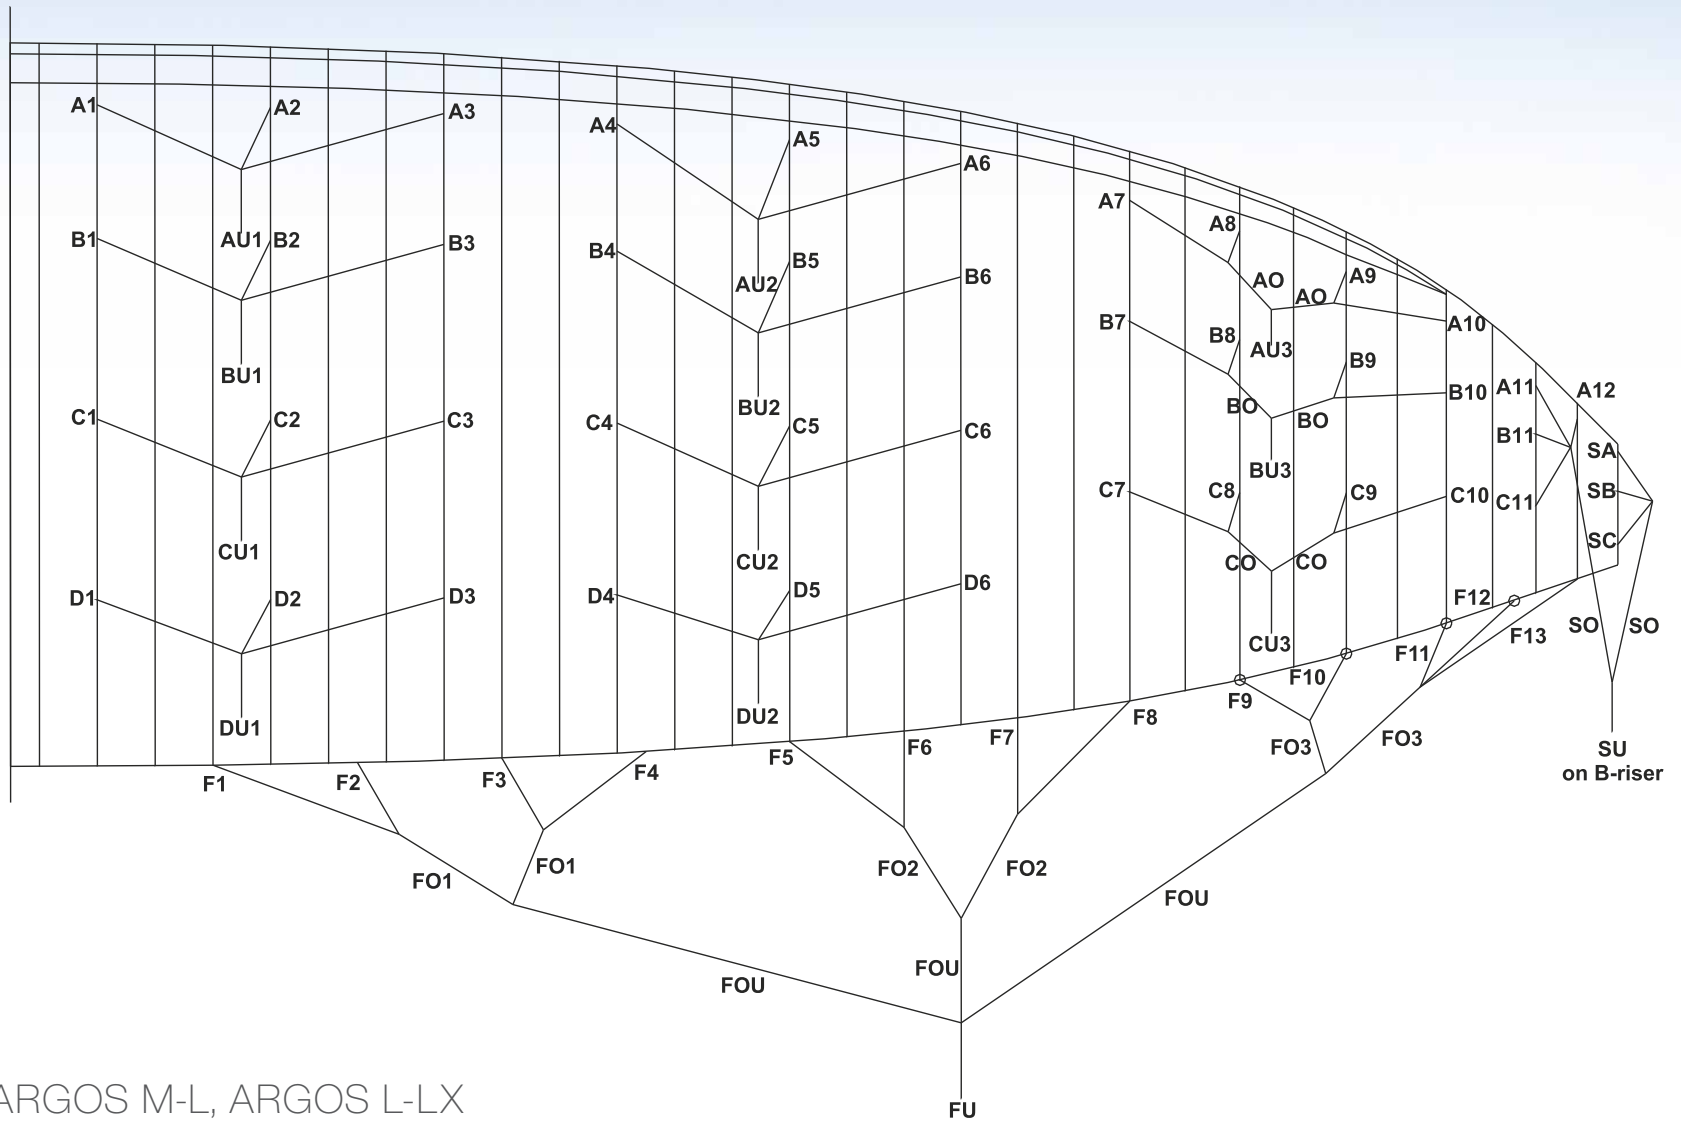 A1 A2 A3
A4 A5 A6
A7 A8 AO AO A9 A10
AU1 AU2 AU3
A11 A12
B1 B2 B3
B4 B5 B6
B7 B8 BO BO B9 B10
B11
BU1 BU2 BU3
C1 C2 C3
C4 C5 C6
C7 C8 CO CO C9 C10
C11
CU1 CU2 CU3
SA
SB
SC
D1 D2 D3
D4 D5 D6
DU1 DU2
F1 F2 F3 F4 F5 F6 F7 F8 F9 F10 F11 F12 F13
SO SO
SU
on B-riser
FO1 FO1 FO2 FO2 FO3 FO3
FOU FOU FOU
FU
ARGOS M-L, ARGOS L-LX